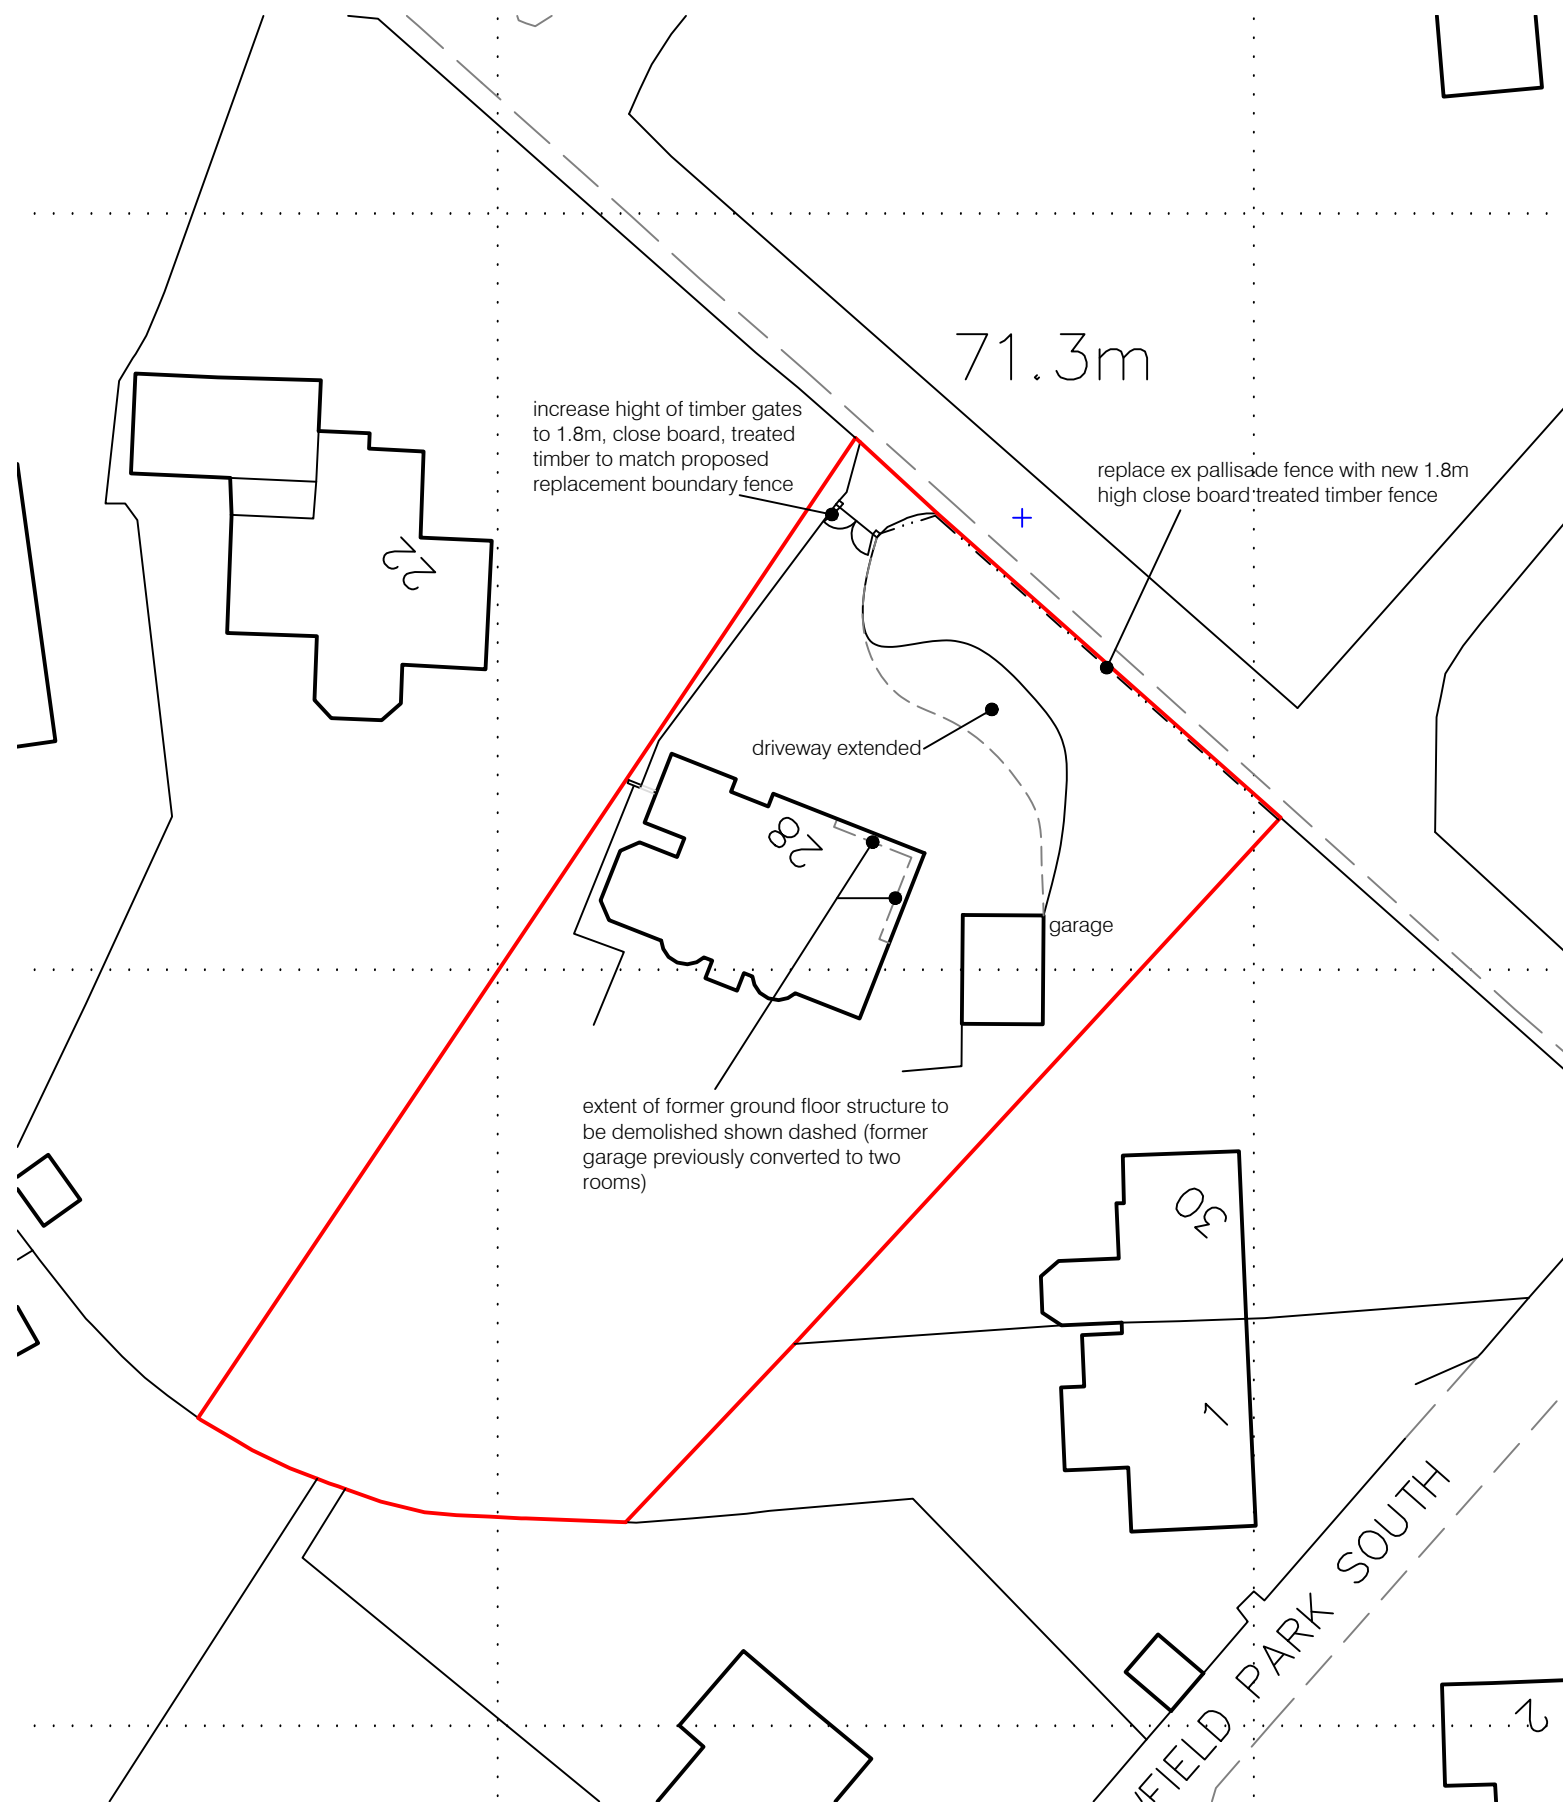 71.3m
increase hight of timber gates
to 1.8m, close board, treated
timber to match proposed
replacement boundary fence
replace ex pallisade fence with new 1.8m
high close board treated timber fence
22
driveway extended
28
garage
extent of former ground floor structure to
be demolished shown dashed (former
garage previously converted to two
rooms)
30
1
FIELD PARK SOUTH
2